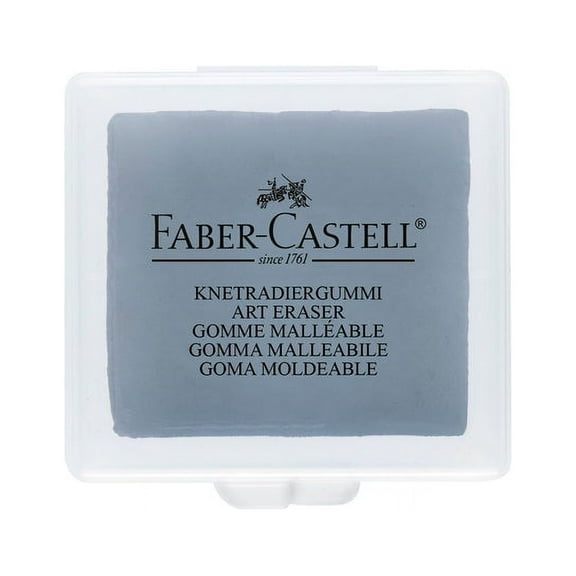 FABER-CASTELL®
since 1761
KNETRADIERGUMMI
ART ERASER
GOMME MALLÉABLE
GOMMA MALLEABILE
GOMA MOLDEABLE